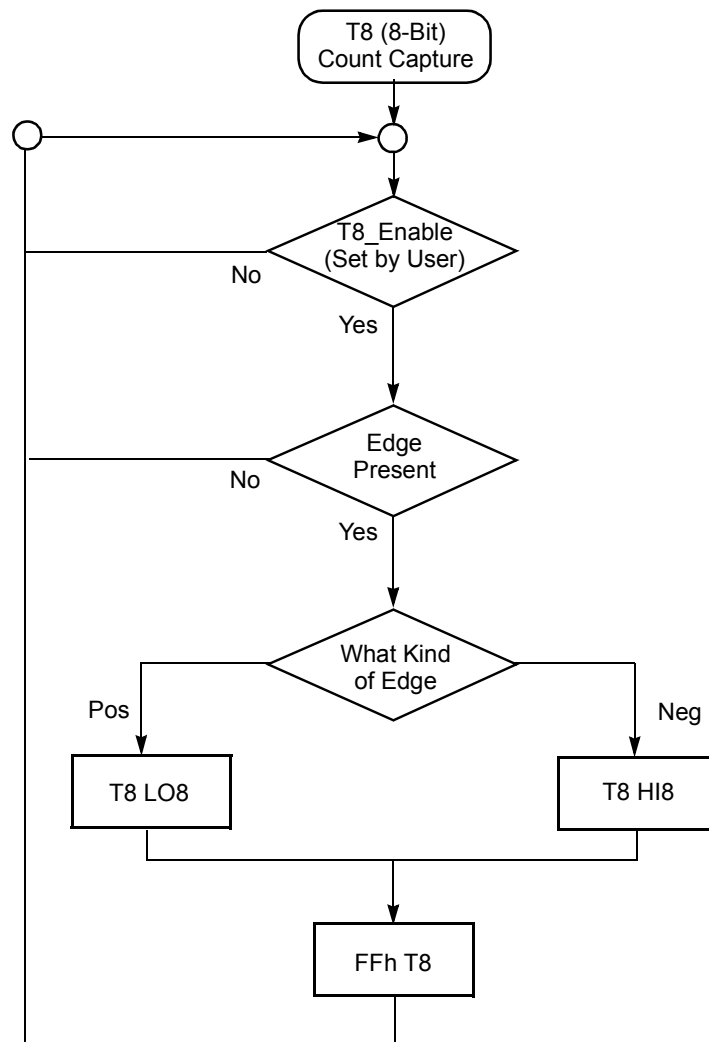 T8 (8-Bit)
Count Capture
T8_Enable
(Set by User)
No
Yes
Edge
Present
No
Yes
What Kind
of Edge
Pos
Neg
T8 LO8
T8 HI8
FFh T8